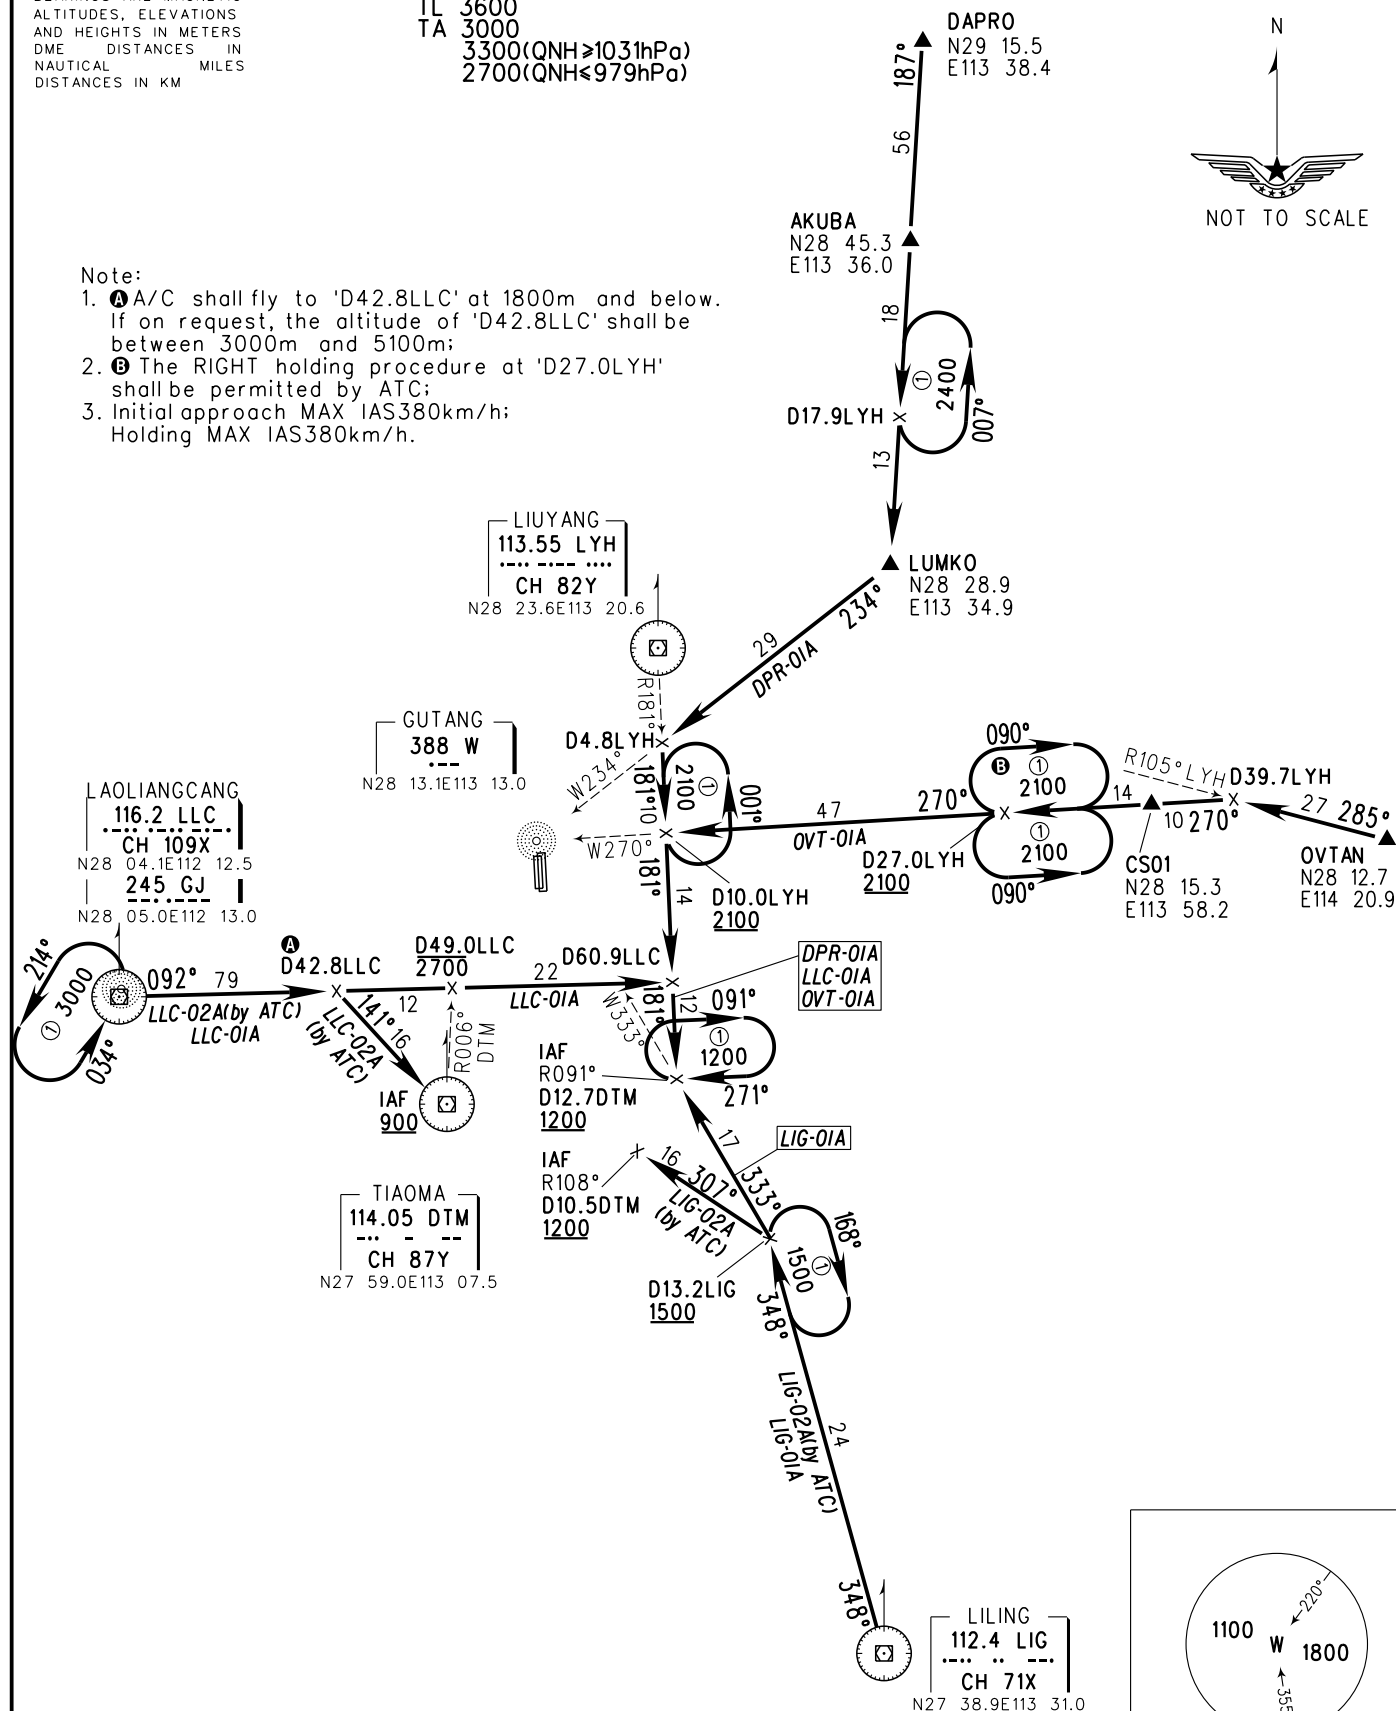 ALTITUDES, ELEVATIONS
AND HEIGHTS IN METERS
DME DISTANCES IN
NAUTICAL MILES
DISTANCES IN KM
TL 3600
TA 3000
3300(QNH≥1031hPa)
2700(QNH≤979hPa)
DAPRO
N29 15.5
E113 38.4
187°
56
N
NOT TO SCALE
AKUBA
N28 45.3
E113 36.0
18
① 2400
007°
D17.9LYH
13
Note:
1. Ⓐ A/C shall fly to 'D42.8LLC' at 1800m and below.
If on request, the altitude of 'D42.8LLC' shall be
between 3000m and 5100m;
2. Ⓑ The RIGHT holding procedure at 'D27.0LYH'
shall be permitted by ATC;
3. Initial approach MAX IAS380km/h;
Holding MAX IAS380km/h.
LIUYANG
113.55 LYH
·-·· -·-- ····
CH 82Y
N28 23.6E113 20.6
LUMKO
N28 28.9
E113 34.9
234°
29
DPR-01A
R181°
GUTANG
388 W
·--
N28 13.1E113 13.0
D4.8LYH
W234°
181°
10
2100 ①
001°
W270°
D10.0LYH
2100
47
OVT-01A
270°
D27.0LYH
2100
090°
Ⓑ ①
2100
①
2100
090°
R105°LYH
D39.7LYH
14
10
270°
27
285°
CS01
N28 15.3
E113 58.2
OVTAN
N28 12.7
E114 20.9
LAOLIANGCANG
116.2 LLC
·-·· ·-·· -·-·
CH 109X
N28 04.1E112 12.5
245 GJ
--· ·---
N28 05.0E112 13.0
214°
① 3000
034°
092°
79
LLC-02A(by ATC)
LLC-01A
Ⓐ
D42.8LLC
141°
16
LLC-02A
(by ATC)
12
D49.0LLC
2700
R006°
DTM
22
LLC-01A
D60.9LLC
181°
14
DPR-01A
LLC-01A
OVT-01A
W333°
181°
12
091°
①
1200
271°
IAF
900
IAF
R091°
D12.7DTM
1200
IAF
R108°
D10.5DTM
1200
TIAOMA
114.05 DTM
-·· - --
CH 87Y
N27 59.0E113 07.5
17
333°
LIG-01A
16
307°
LIG-02A
(by ATC)
D13.2LIG
1500
168°
1500 ①
348°
LIG-02A(by ATC)
LIG-01A
24
348°
LILING
112.4 LIG
·-·· ·· --·
CH 71X
N27 38.9E113 31.0
220°
1100
W
1800